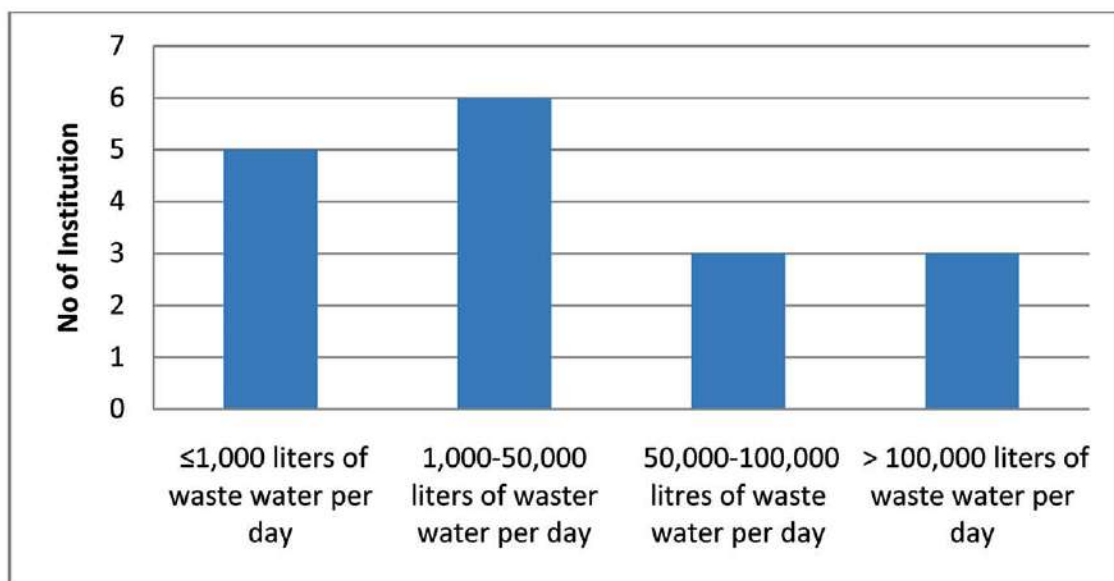 7
6
5
4
3
2
1
0
No of Institution
≤1,000 liters of
waste water per
day
1,000-50,000
liters of waster
water per day
50,000-100,000
litres of waste
water per day
> 100,000 liters of
waste water per
day